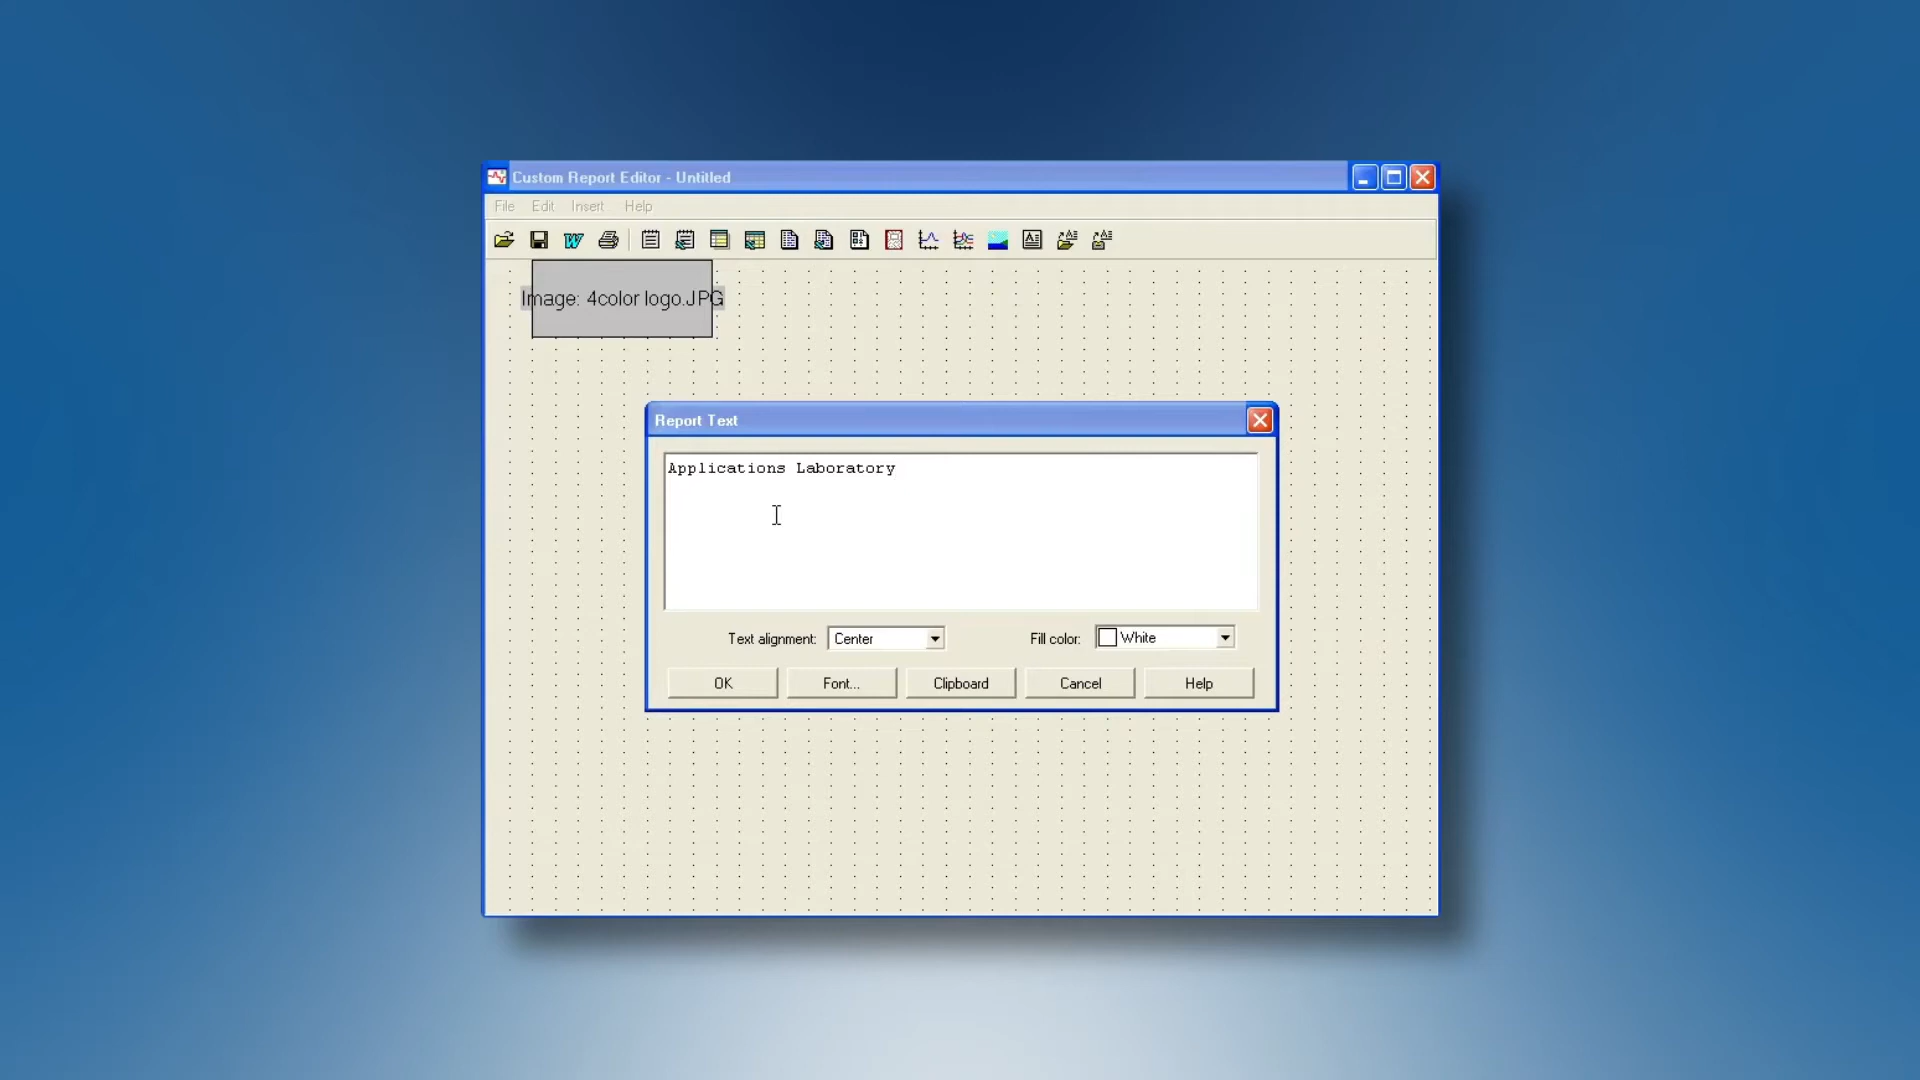 Custom Report Editor - Untitled
File Edit Insert Help
Image: 4color logo.JPG
Report Text
Applications Laboratory
Text alignment: Center Fill color: White
OK Font... Clipboard Cancel Help